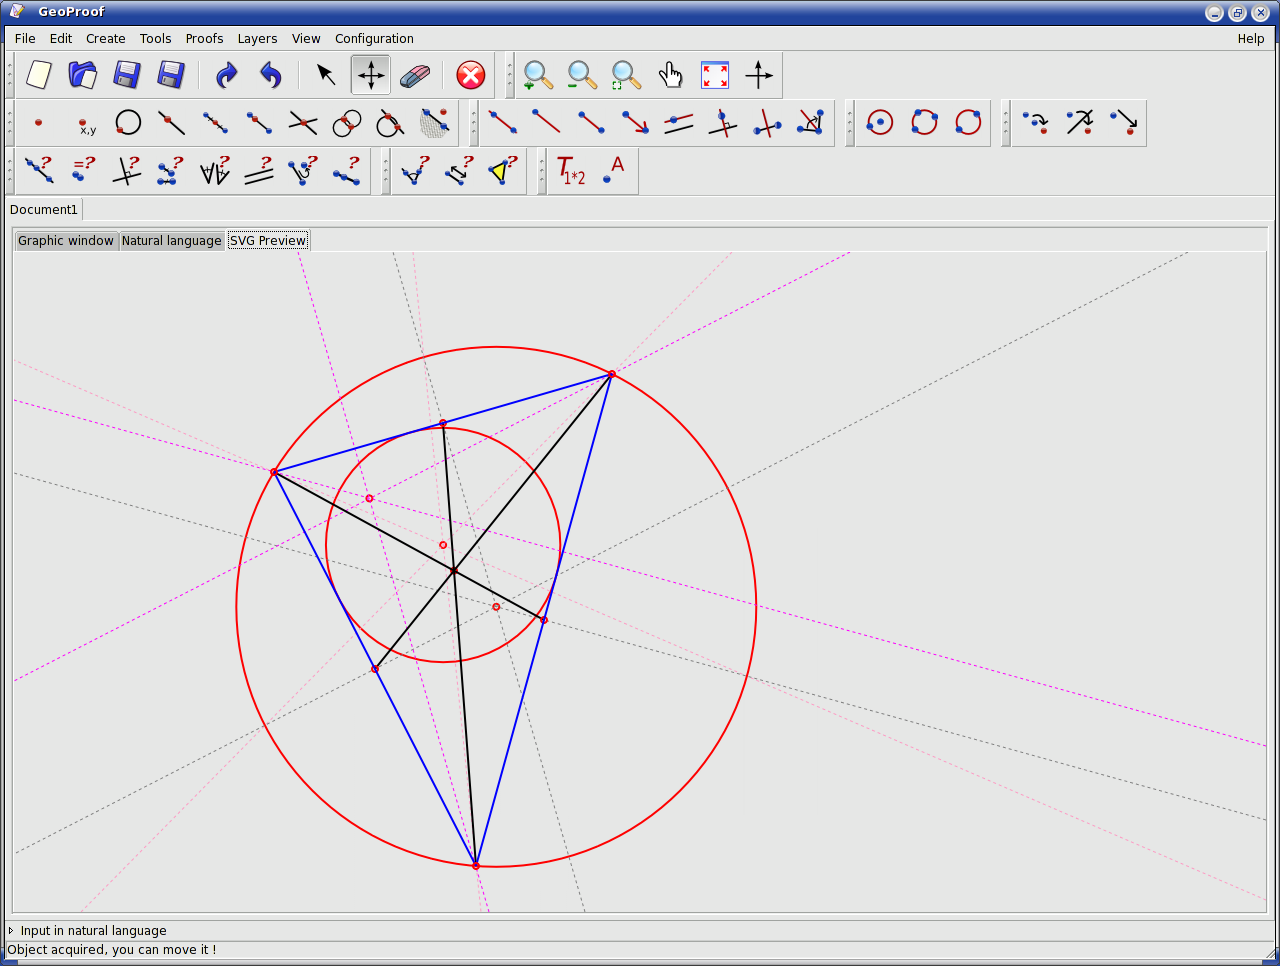 GeoProof
File Edit Create Tools Proofs Layers View Configuration Help
x,y
? =? ? ? ? ? ? ? ? ? ? T 1*2 A
Document1
Graphic window Natural language SVG Preview
Input in natural language
Object acquired, you can move it !